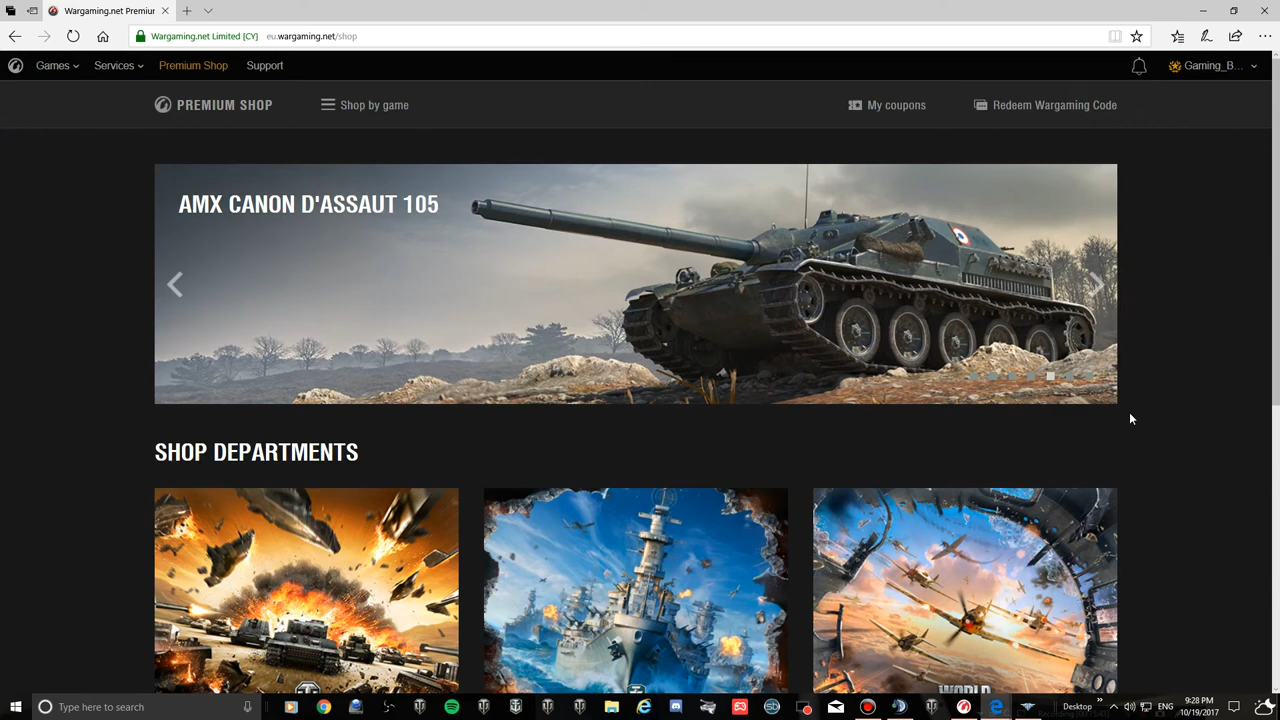 Wargaming.net Premiur
Wargaming.net Limited [CY] eu.wargaming.net/shop
Games Services Premium Shop Support Gaming_B...
PREMIUM SHOP Shop by game My coupons Redeem Wargaming Code
AMX CANON D'ASSAUT 105
SHOP DEPARTMENTS
WORLD
Type here to search
Desktop
ENG
9:28 PM
10/19/2017